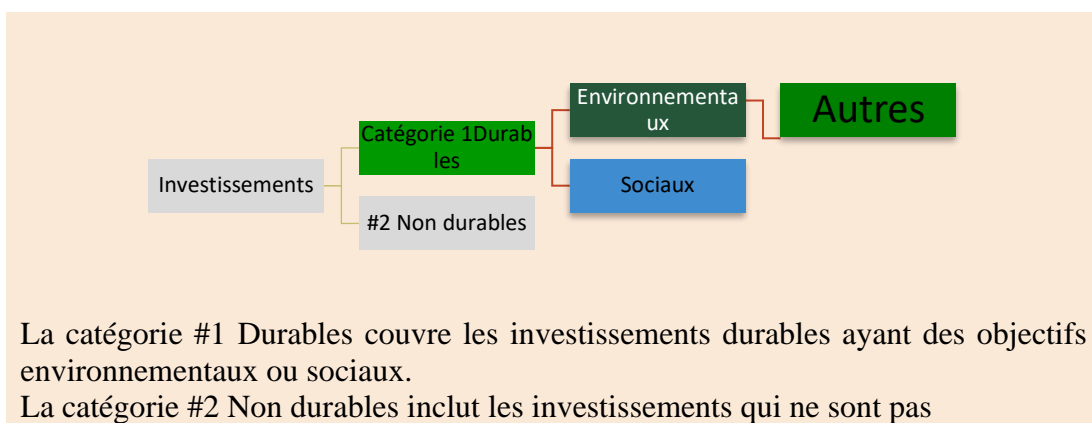 Environnementa
ux
Autres
Catégorie 1Durab
les
Investissements
Sociaux
#2 Non durables
La catégorie #1 Durables couvre les investissements durables ayant des objectifs
environnementaux ou sociaux.
La catégorie #2 Non durables inclut les investissements qui ne sont pas